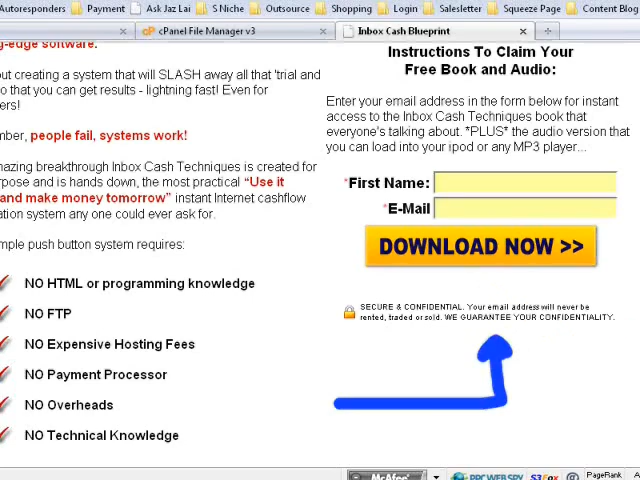 Autoresponders Payment Ask Jaz Lai S Niche Outsource Shopping Login Salesletter Squeeze Page Content Blog
cPanel File Manager v3 Inbox Cash Blueprint
g-edge software.
out creating a system that will SLASH away all that 'trial and
o that you can get results - lightning fast! Even for
ers!
mber, people fail, systems work!
mazing breakthrough Inbox Cash Techniques is created for
rpose and is hands down, the most practical “Use it
and make money tomorrow” instant Internet cashflow
ation system any one could ever ask for.
mple push button system requires:
NO HTML or programming knowledge
NO FTP
NO Expensive Hosting Fees
NO Payment Processor
NO Overheads
NO Technical Knowledge
Instructions To Claim Your
Free Book and Audio:
Enter your email address in the form below for instant
access to the Inbox Cash Techniques book that
everyone's talking about. *PLUS* the audio version that
you can load into your ipod or any MP3 player...
*First Name:
*E-Mail
DOWNLOAD NOW >>
SECURE & CONFIDENTIAL. Your email address will never be
rented, traded or sold. WE GUARANTEE YOUR CONFIDENTIALITY.
McAfee PPC WEB SPY S3Fox PageRank